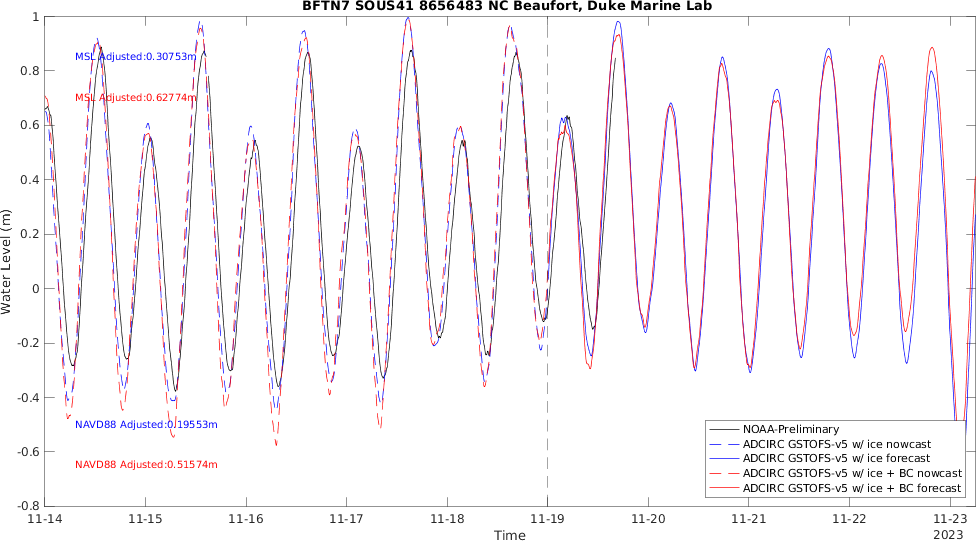 BFTN7 SOUS41 8656483 NC Beaufort, Duke Marine Lab
1
0.8
0.6
0.4
0.2
0
-0.2
-0.4
-0.6
-0.8
Water Level (m)
MSL Adjusted:0.30753m
MSL Adjusted:0.62774m
NAVD88 Adjusted:0.19553m
NAVD88 Adjusted:0.51574m
NOAA-Preliminary
ADCIRC GSTOFS-v5 w/ ice nowcast
ADCIRC GSTOFS-v5 w/ ice forecast
ADCIRC GSTOFS-v5 w/ ice + BC nowcast
ADCIRC GSTOFS-v5 w/ ice + BC forecast
11-14 11-15 11-16 11-17 11-18 11-19 11-20 11-21 11-22 11-23
2023
Time